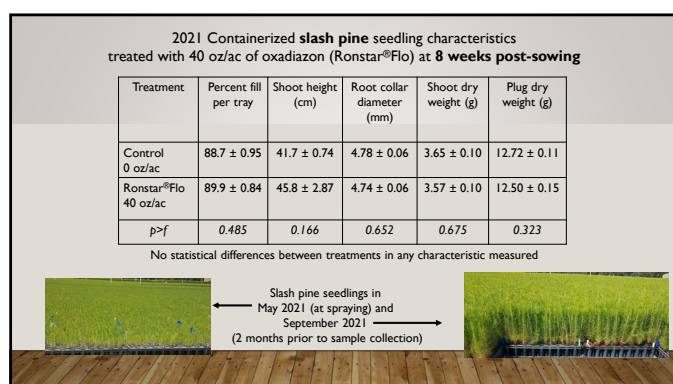 2021 Containerized slash pine seedling characteristics
treated with 40 oz/ac of oxadiazon (Ronstar®Flo) at 8 weeks post-sowing
Treatment Percent fill per tray Shoot height (cm) Root collar diameter (mm) Shoot dry weight (g) Plug dry weight (g)
Control 0 oz/ac 88.7 ± 0.95 41.7 ± 0.74 4.78 ± 0.06 3.65 ± 0.10 12.72 ± 0.11
Ronstar®Flo 40 oz/ac 89.9 ± 0.84 45.8 ± 2.87 4.74 ± 0.06 3.57 ± 0.10 12.50 ± 0.15
p>f 0.485 0.166 0.652 0.675 0.323
No statistical differences between treatments in any characteristic measured
Slash pine seedlings in
May 2021 (at spraying) and
September 2021
(2 months prior to sample collection)